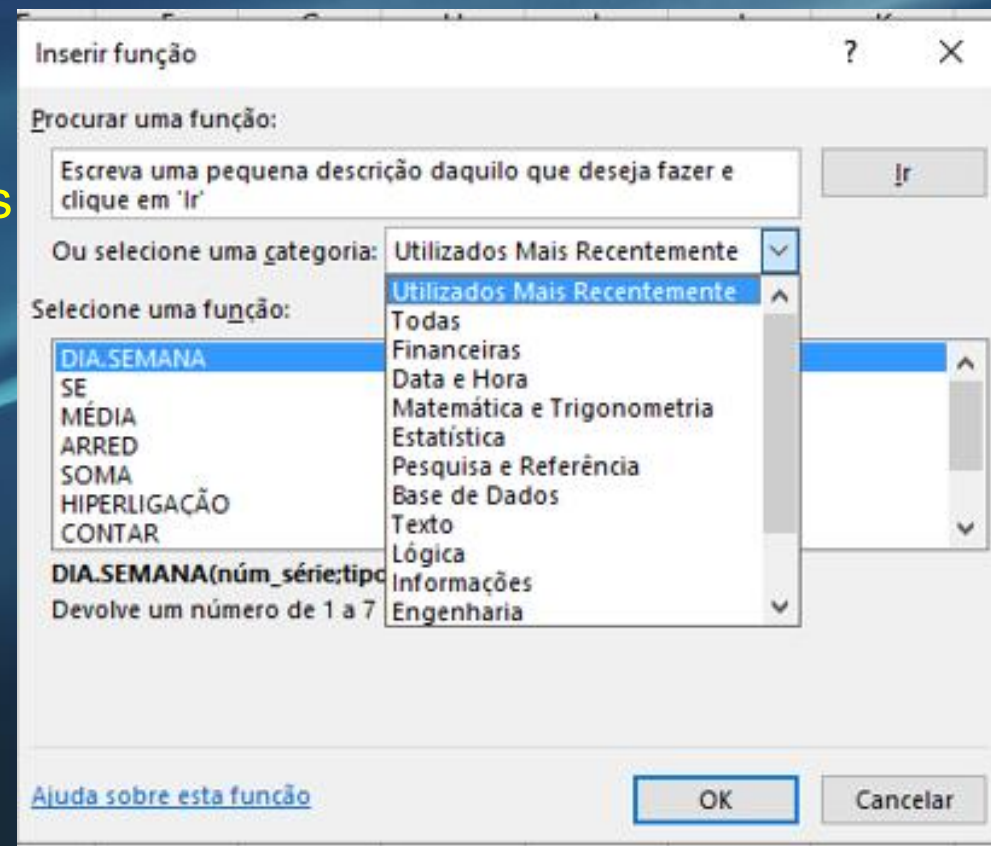 Inserir função
?
Procurar uma função:
Escreva uma pequena descrição daquilo que deseja fazer e
clique em 'Ir'
Ir
s
Ou selecione uma categoria: Utilizados Mais Recentemente
Utilizados Mais Recentemente
Todas
Financeiras
Data e Hora
Matemática e Trigonometria
Estatística
Pesquisa e Referência
Base de Dados
Texto
Lógica
Informações
Engenharia
Selecione uma função:
DIA.SEMANA
SE
MÉDIA
ARRED
SOMA
HIPERLIGAÇÃO
CONTAR
DIA.SEMANA(núm_série;tipo
Devolve um número de 1 a 7
Ajuda sobre esta função
OK
Cancelar